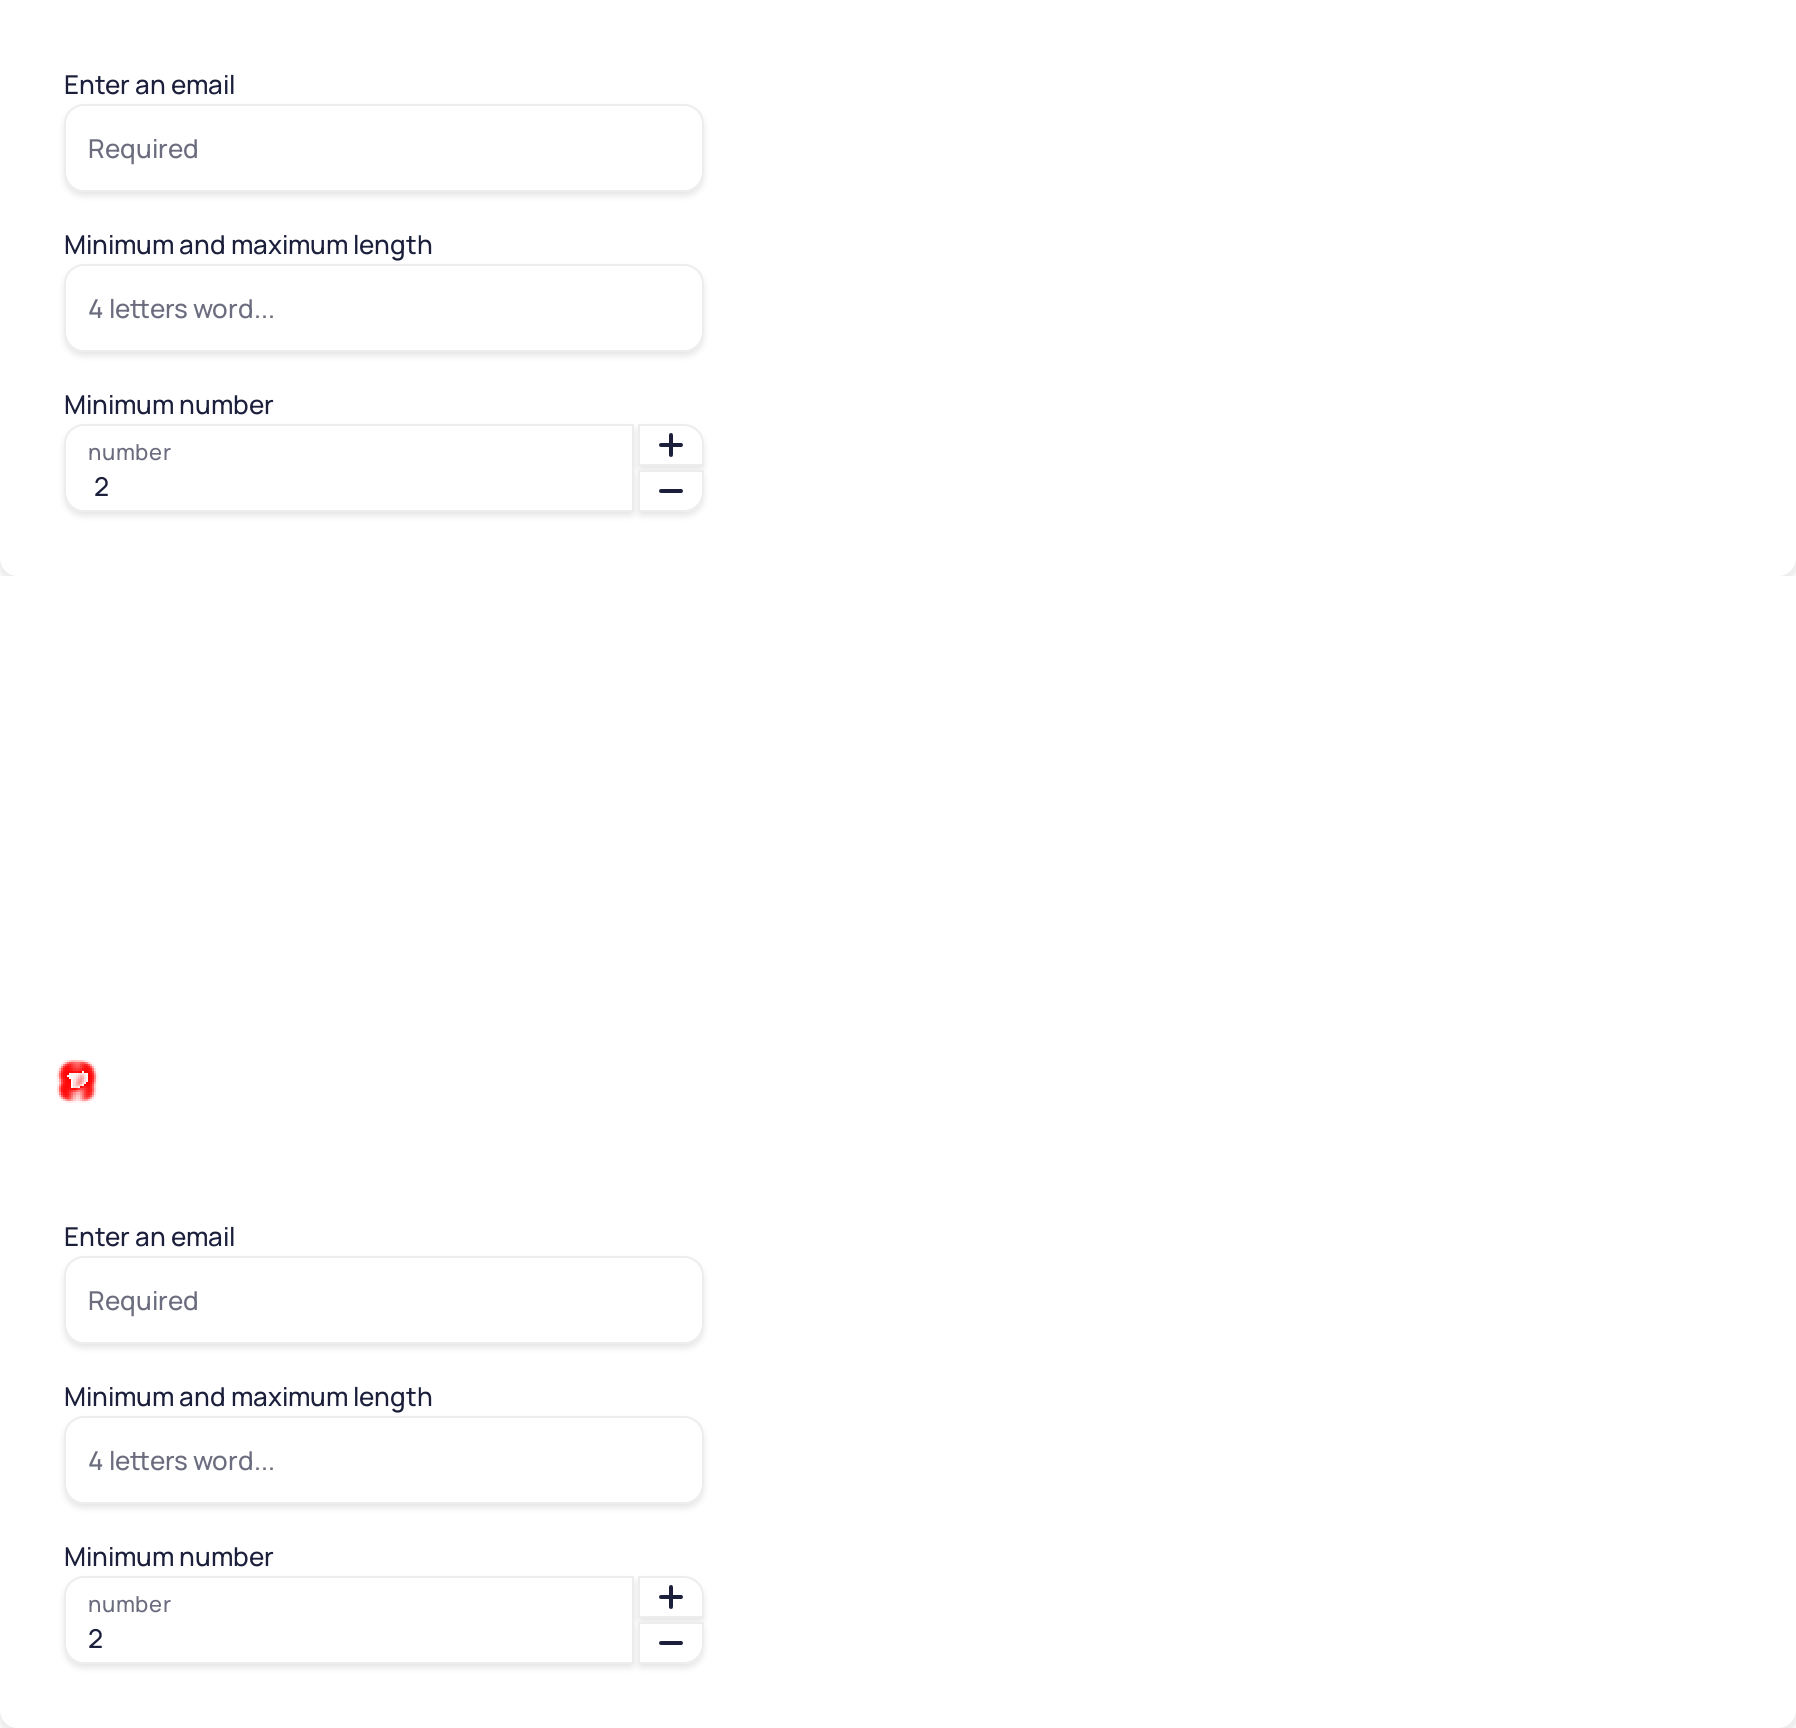 Enter an email
Required
Minimum and maximum length
4 letters word...
Minimum number
number
2
+
−
Enter an email
Required
Minimum and maximum length
4 letters word...
Minimum number
number
2
+
−